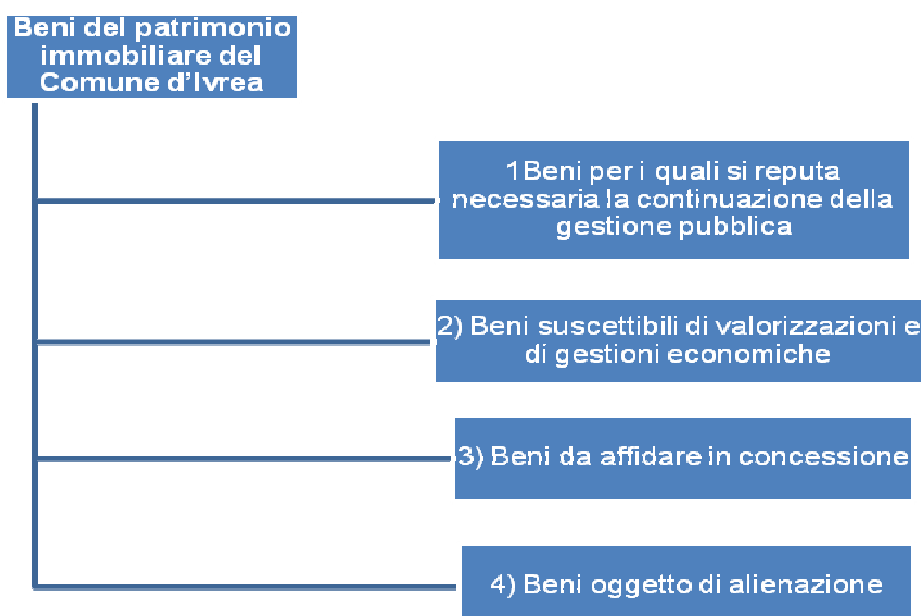 Beni del patrimonio
immobiliare del
Comune d'Ivrea
1Beni per i quali si reputa
necessaria la continuazione della
gestione pubblica
2) Beni suscettibili di valorizzazioni e
di gestioni economiche
3) Beni da affidare in concessione
4) Beni oggetto di alienazione